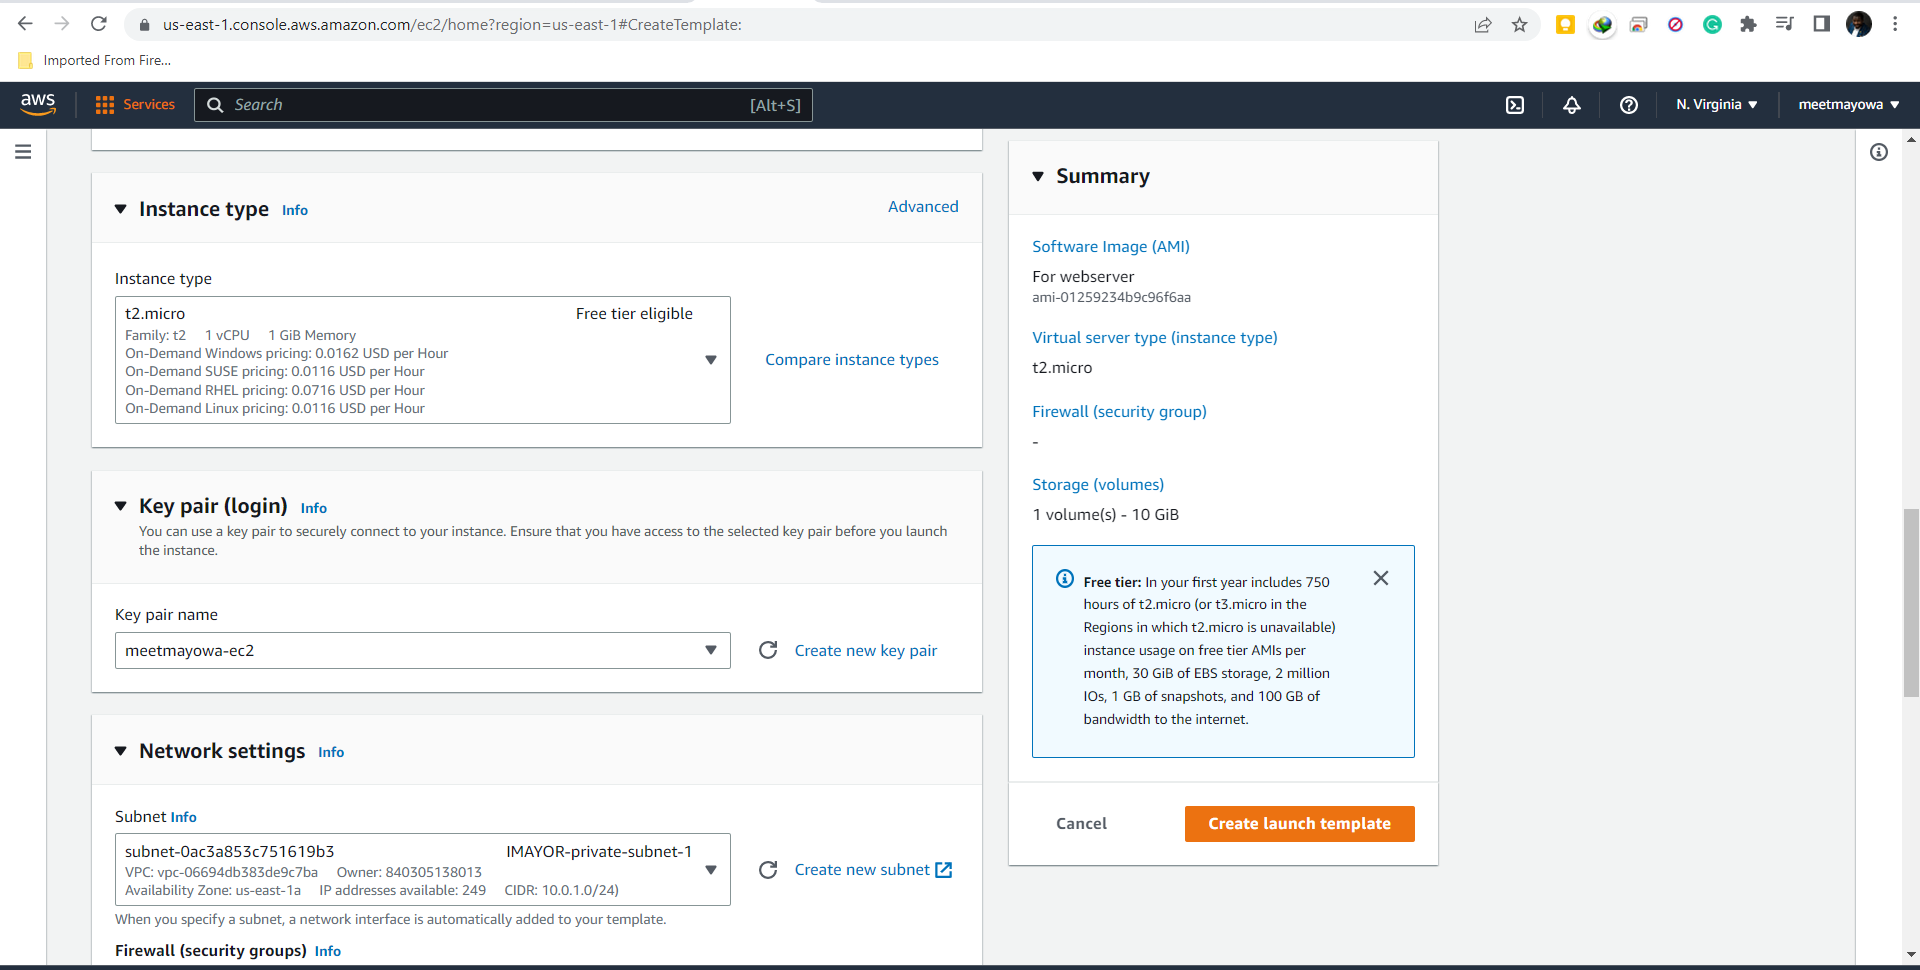 us-east-1.console.aws.amazon.com/ec2/home?region=us-east-1#CreateTemplate:
Imported From Fire...
aws
Services
Search
[Alt+S]
N. Virginia
meetmayowa
Instance type Info
Advanced
Instance type
t2.micro
Free tier eligible
Family: t2 1 vCPU 1 GiB Memory
On-Demand Windows pricing: 0.0162 USD per Hour
On-Demand SUSE pricing: 0.0116 USD per Hour
On-Demand RHEL pricing: 0.0716 USD per Hour
On-Demand Linux pricing: 0.0116 USD per Hour
Compare instance types
Key pair (login) Info
You can use a key pair to securely connect to your instance. Ensure that you have access to the selected key pair before you launch
the instance.
Key pair name
meetmayowa-ec2
Create new key pair
Network settings Info
Subnet Info
subnet-0ac3a853c751619b3
IMAYOR-private-subnet-1
VPC: vpc-06694db383de9c7ba Owner: 840305138013
Availability Zone: us-east-1a IP addresses available: 249 CIDR: 10.0.1.0/24)
Create new subnet
When you specify a subnet, a network interface is automatically added to your template.
Firewall (security groups) Info
Summary
Software Image (AMI)
For webserver
ami-01259234b9c96f6aa
Virtual server type (instance type)
t2.micro
Firewall (security group)
-
Storage (volumes)
1 volume(s) - 10 GiB
Free tier: In your first year includes 750
hours of t2.micro (or t3.micro in the
Regions in which t2.micro is unavailable)
instance usage on free tier AMIs per
month, 30 GiB of EBS storage, 2 million
IOs, 1 GB of snapshots, and 100 GB of
bandwidth to the internet.
Cancel
Create launch template